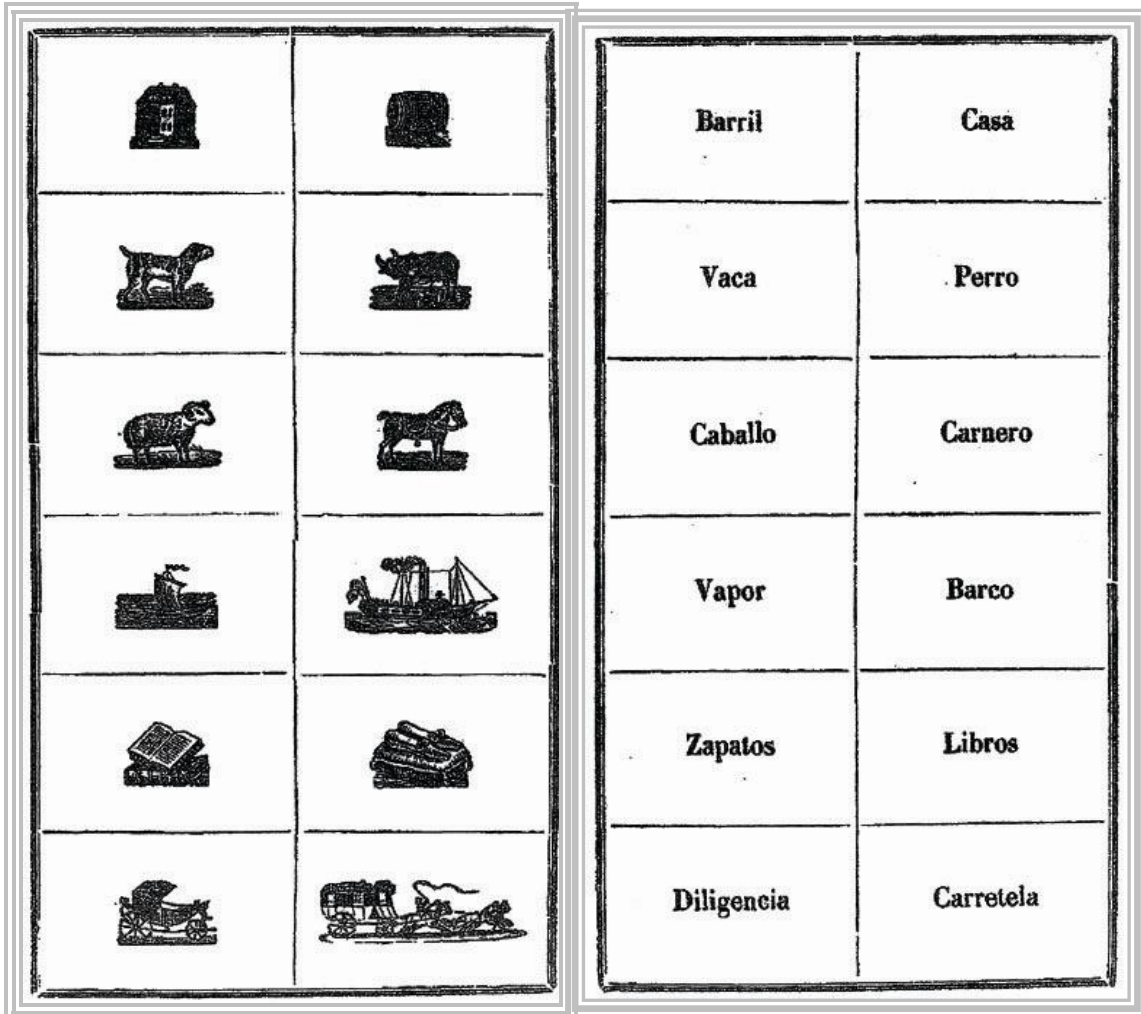 Barril
Casa
Vaca
Perro
Caballo
Carnero
Vapor
Barco
Zapatos
Libros
Diligencia
Carretela